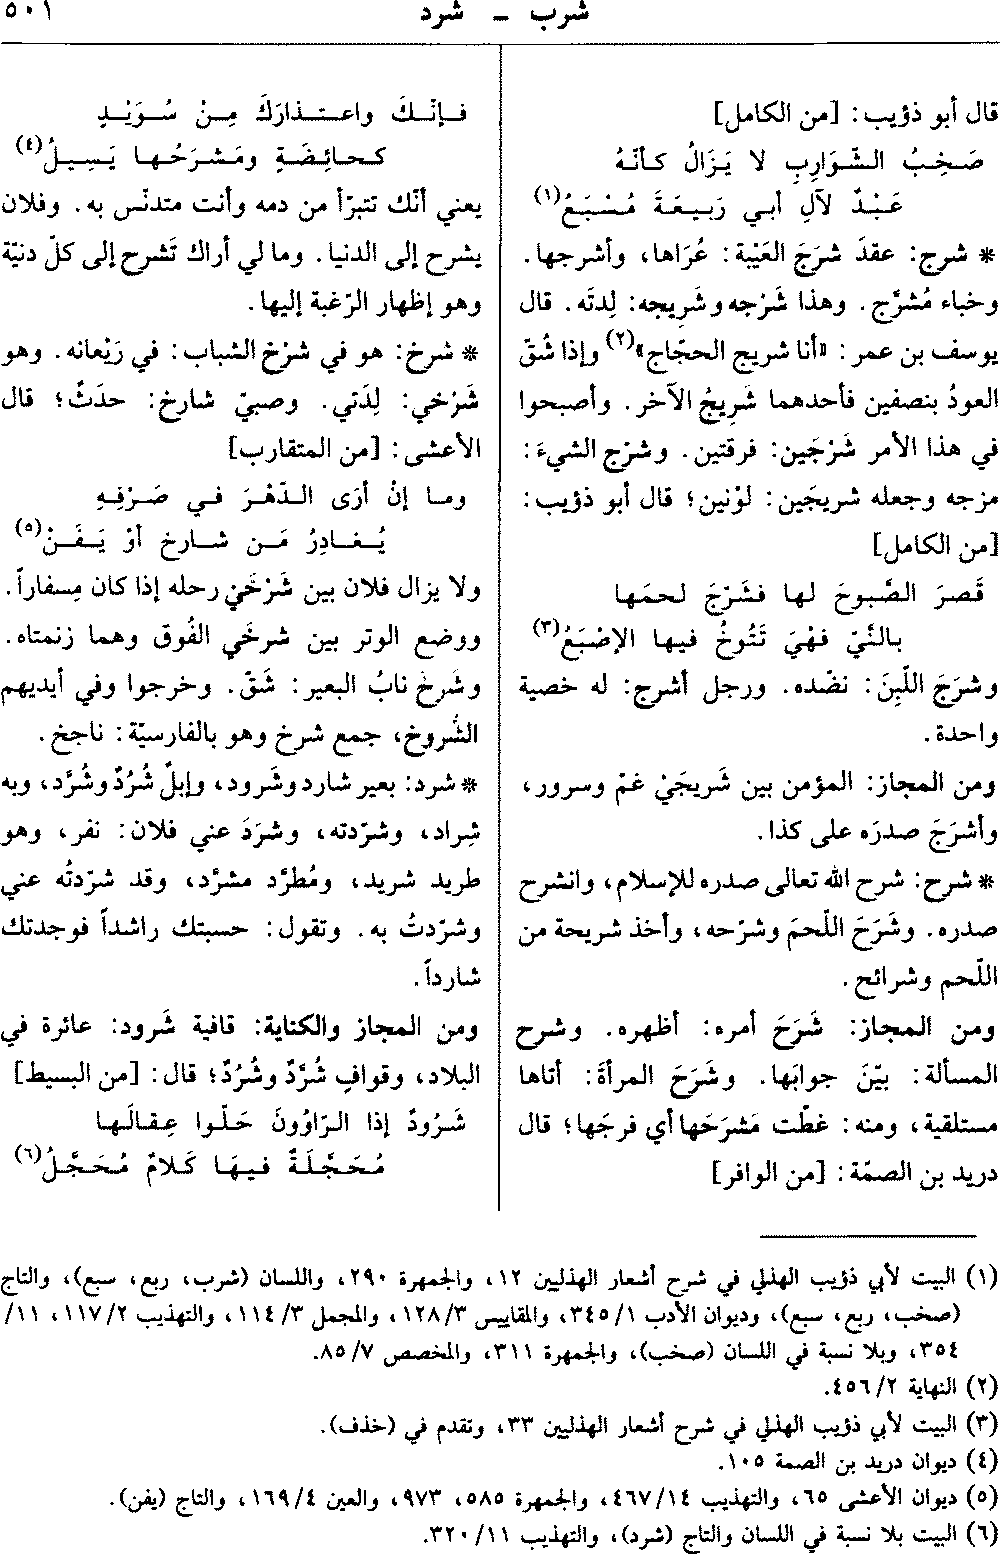 شرب - شرد
٥٠١
قال أبو ذؤيب: [من الكامل]
صَخِبُ الشَّوَارِبِ لا يَزَالُ كأنّهُ
عَبْدٌ لآلِ أبي رَبِيعَةَ مُسْبَعُ(١)
* شرج: عقدَ شَرَجَ العَيْبة: عُرَاها، وأشرجها.
وخباء مُشرَّج. وهذا شَرْجه وشَرِيجه: لِدتَه. قال
يوسف بن عمر: «أنا شريج الحجّاج»(٢) وإذا شُقّ
العودُ بنصفين فأحدهما شَرِيجُ الآخر. وأصبحوا
في هذا الأمر شَرْجَين: فرقتين. وشرّج الشيءَ:
مزجه وجعله شريجَين: لوْنين؛ قال أبو ذؤيب:
[من الكامل]
قَصرَ الصَّبوحَ لها فشَرّجَ لحمَها
بالنَّيّ فهْيَ تَثُوخُ فيها الإصْبَعُ(٣)
وشرَجَ اللّبِنَ: نضّده. ورجل أشرج: له خصية
واحدة.
ومن المجاز: المؤمن بين شَريجَيْ غمّ وسرور،
وأشرَجَ صدرَه على كذا.
* شرح: شرح الله تعالى صدره للإسلام، وانشرح
صدره. وشَرَحَ اللّحمَ وشرّحه، وأخذ شريحة من
اللّحم وشرائح.
ومن المجاز: شَرَحَ أمره: أظهره. وشرح
المسألة: بيّنَ جوابَها. وشَرَحَ المرأةَ: أتاها
مستلقية، ومنه: غطّت مَشرَحَها أي فرجَها؛ قال
دريد بن الصمّة: [من الوافر]
فإنّكَ واعتذارَكَ مِنْ سُوَيْدٍ
كحائِضَةٍ ومَشرَحُها يَسِيلُ(٤)
يعني أنّك تتبرّأ من دمه وأنت متدنّس به. وفلان
يشرح إلى الدنيا. وما لي أراك تَشرح إلى كلّ دنيّة
وهو إظهار الرّغبة إليها.
* شرخ: هو في شرْخ الشباب: في رَيْعانه. وهو
شَرْخي: لِدَتي. وصبيّ شارخ: حدَثٌ؛ قال
الأعشى: [من المتقارب]
وما إنْ أرَى الدّهْرَ في صَرْفِهِ
يُغادِرُ مَن شارخ أوْ يَفَنْ(٥)
ولا يزال فلان بين شَرْخَيْ رحله إذا كان مِسفاراً.
ووضع الوتر بين شرخَي الفُوق وهما زنمتاه.
وشَرخَ نابُ البعير: شَقّ. وخرجوا وفي أيديهم
الشُّروخ، جمع شرخ وهو بالفارسيّة: ناجخ.
* شرد: بعير شارد وشَرود، وإبلٌ شُرُدٌ وشُرَّد، وبه
شِراد، وشرّدته، وشرَدَ عني فلان: نفر، وهو
طريد شريد، ومُطرَّد مشرَّد، وقد شرّدتُه عني
وشرّدتُ به. وتقول: حسبتك راشداً فوجدتك
شارداً.
ومن المجاز والكناية: قافية شَرود: عائرة في
البلاد، وقوافٍ شُرَّدٌ وشُرُدٌ؛ قال: [من البسيط]
شَرُودٌ إذا الرّاوُونَ حَلّوا عِقالَها
مُحَجَّلَةٌ فيهَا كَلامٌ مُحَجَّلُ(٦)
(١) البيت لأبي ذؤيب الهذلي في شرح أشعار الهذليين ١٢، والجمهرة ٢٩٠، واللسان (شرب، ربع، سبع)، والتاج
(صخب، ربع، سبع)، وديوان الأدب ٣٤٥/١، والمقاييس ١٢٨/٣، والمجمل ١١٤/٣، والتهذيب ١١٧/٢، ١١/
٣٥٤، وبلا نسبة في اللسان (صخب)، والجمهرة ٣١١، والمخصص ٨٥/٧.
(٢) النهاية ٤٥٦/٢.
(٣) البيت لأبي ذؤيب الهذلي في شرح أشعار الهذليين ٣٣، وتقدم في (خذف).
(٤) ديوان دريد بن الصمة ١٠٥.
(٥) ديوان الأعشى ٦٥، والتهذيب ٤٦٧/١٤، والجمهرة ٥٨٥، ٩٧٣، والعين ١٦٩/٤، والتاج (يفن).
(٦) البيت بلا نسبة في اللسان والتاج (شرد)، والتهذيب ٣٢٠/١١.